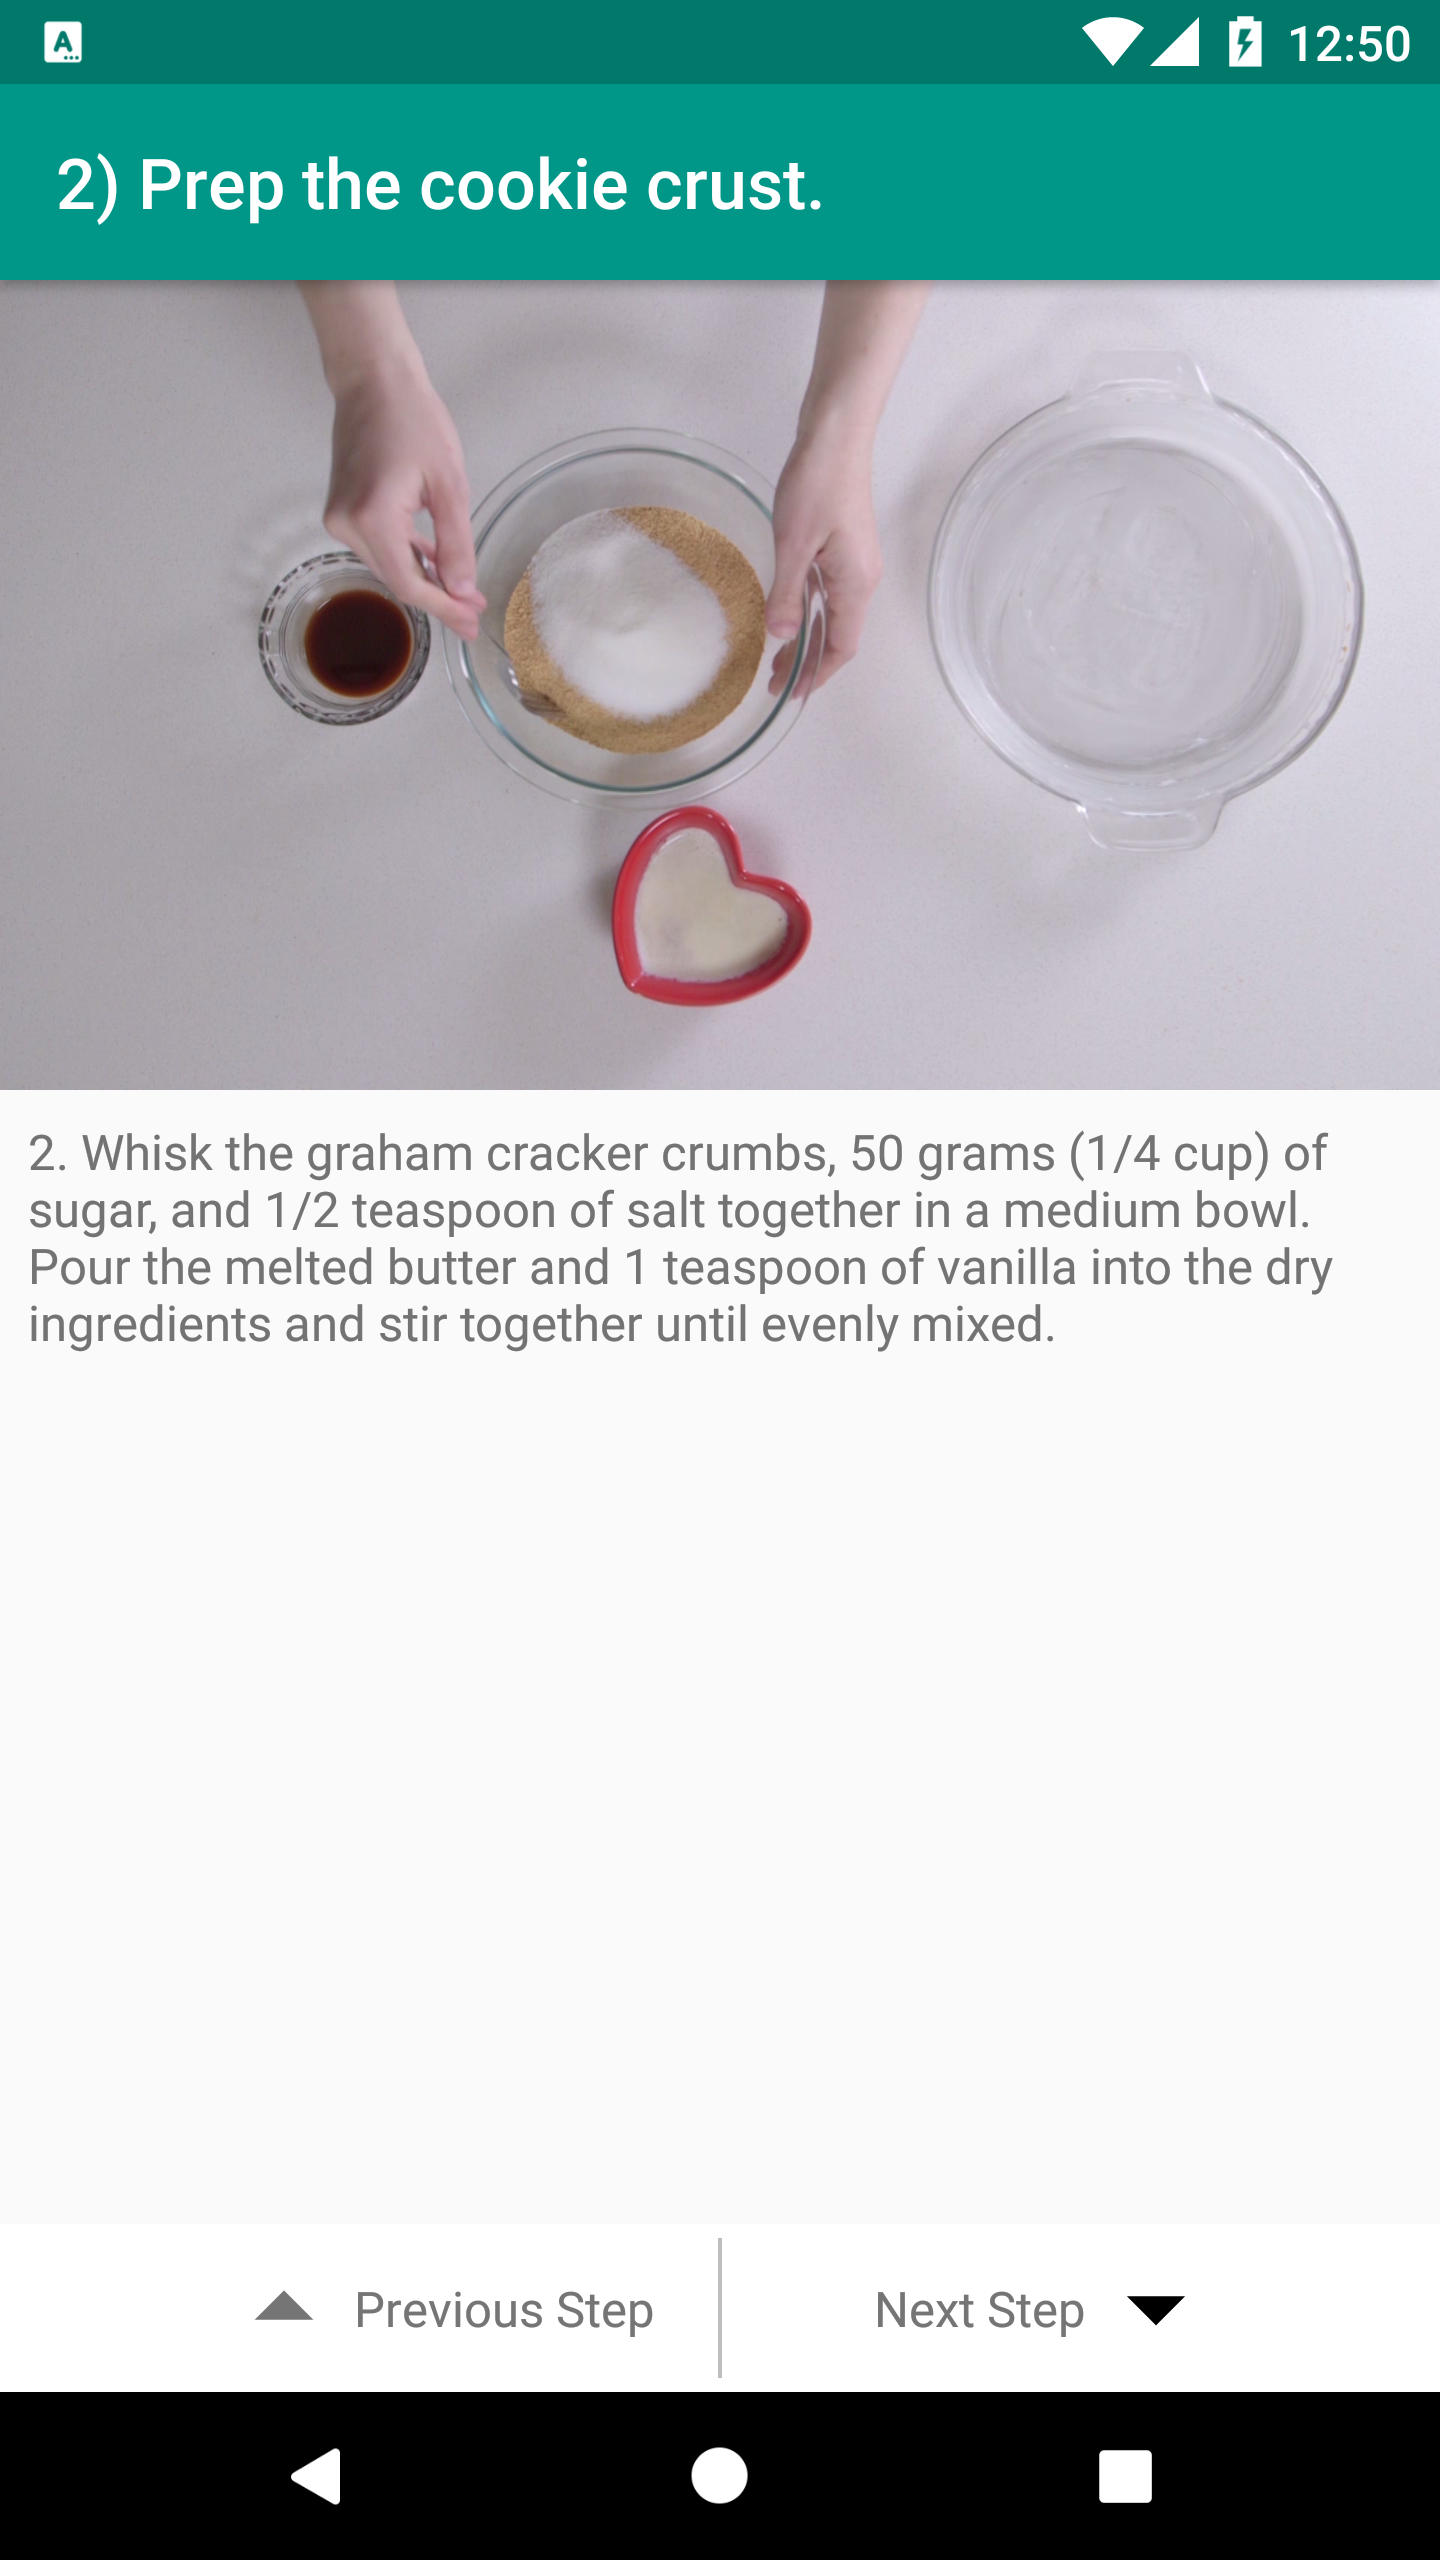 A
12:50
2) Prep the cookie crust.
2. Whisk the graham cracker crumbs, 50 grams (1/4 cup) of
sugar, and 1/2 teaspoon of salt together in a medium bowl.
Pour the melted butter and 1 teaspoon of vanilla into the dry
ingredients and stir together until evenly mixed.
Previous Step
Next Step